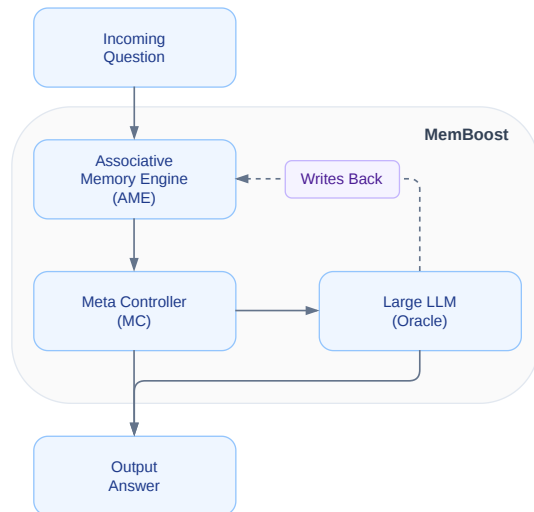 Incoming
Question
MemBoost
Associative
Memory Engine
(AME)
Writes Back
Meta Controller
(MC)
Large LLM
(Oracle)
Output
Answer